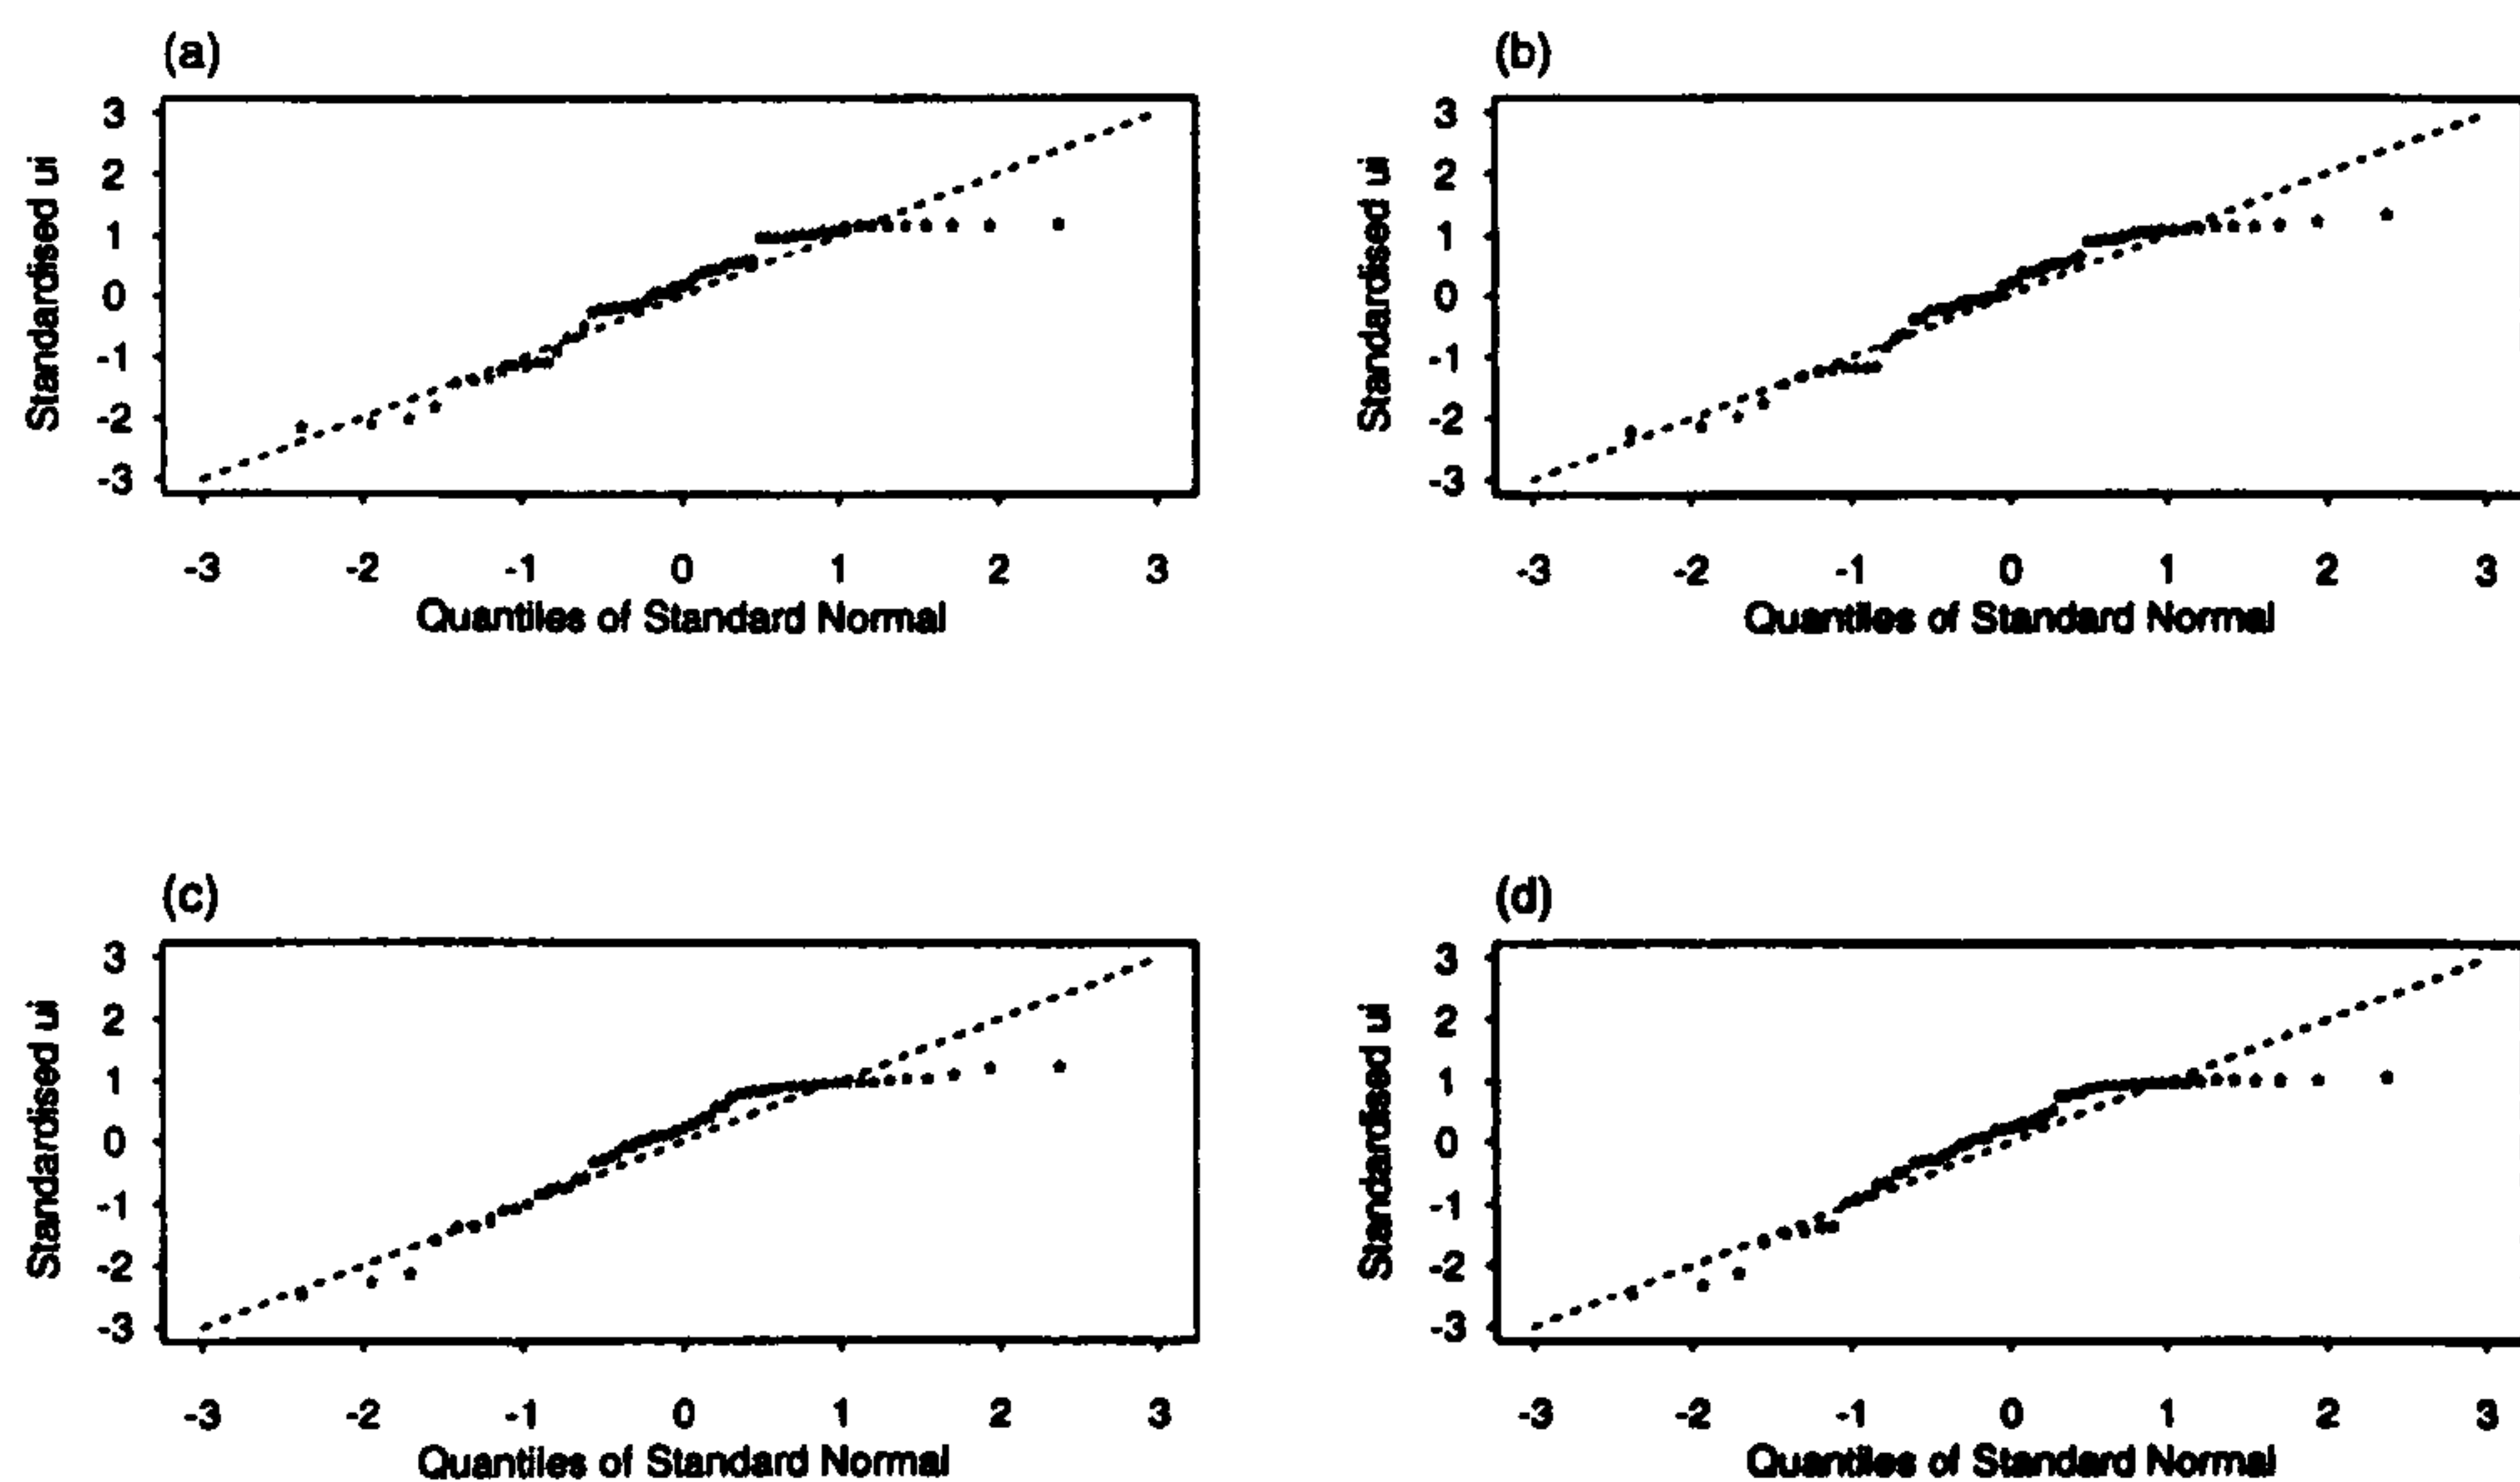 (a)
(b)
3
2
1
0
-1
-2
-3
Standardised ui
-3 -2 -1 0 1 2 3
Quantiles of Standard Normal
3
2
1
0
-1
-2
-3
Standardised ui
-3 -2 -1 0 1 2 3
Quantiles of Standard Normal
(c)
(d)
3
2
1
0
-1
-2
-3
Standardised ui
-3 -2 -1 0 1 2 3
Quantiles of Standard Normal
3
2
1
0
-1
-2
-3
Standardised ui
-3 -2 -1 0 1 2 3
Quantiles of Standard Normal